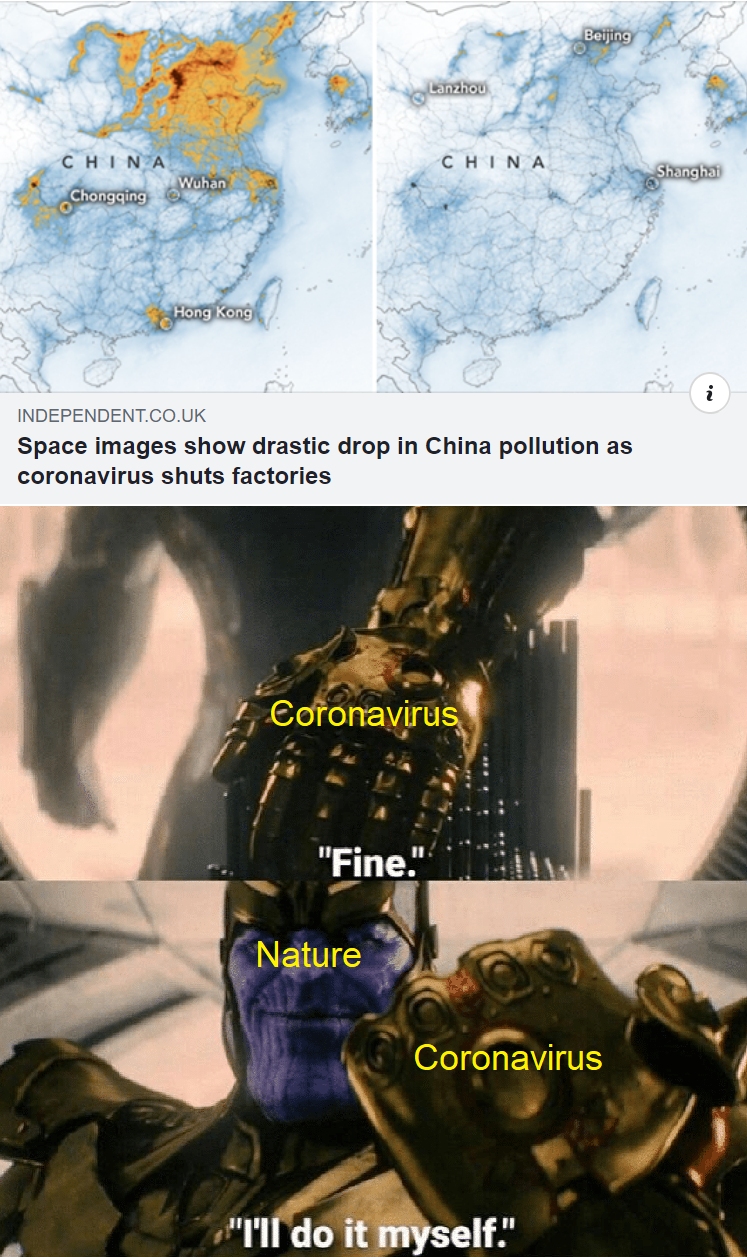 Beijing
Lanzhou
CHINA
CHINA
Wuhan
Shanghai
Chongqing
Hong Kong
i
INDEPENDENT.CO.UK
Space images show drastic drop in China pollution as
coronavirus shuts factories
Coronavirus
"Fine."
Nature
Coronavirus
"I'll do it myself."